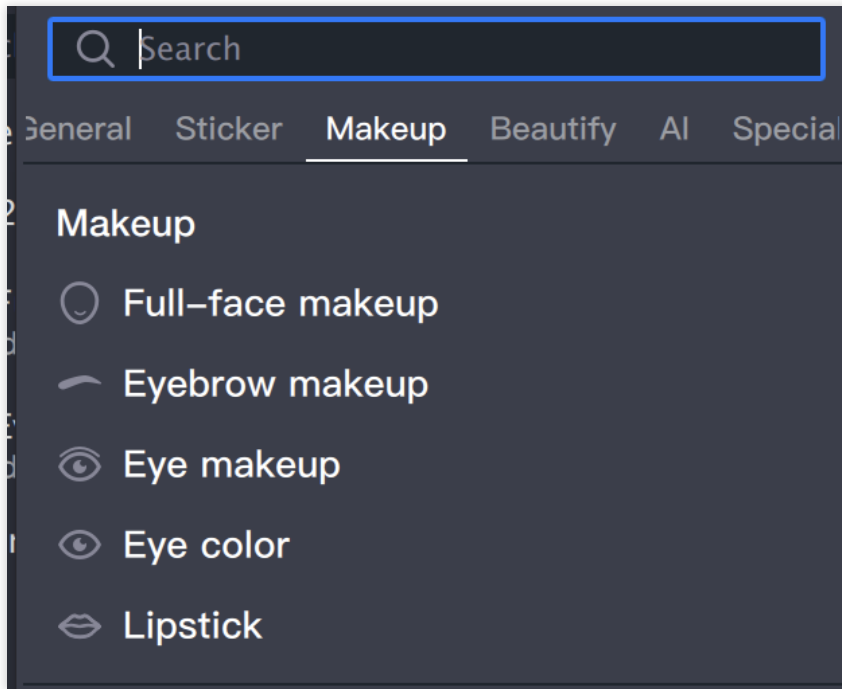 Search
General Sticker Makeup Beautify AI Special
Makeup
Full-face makeup
Eyebrow makeup
Eye makeup
Eye color
Lipstick